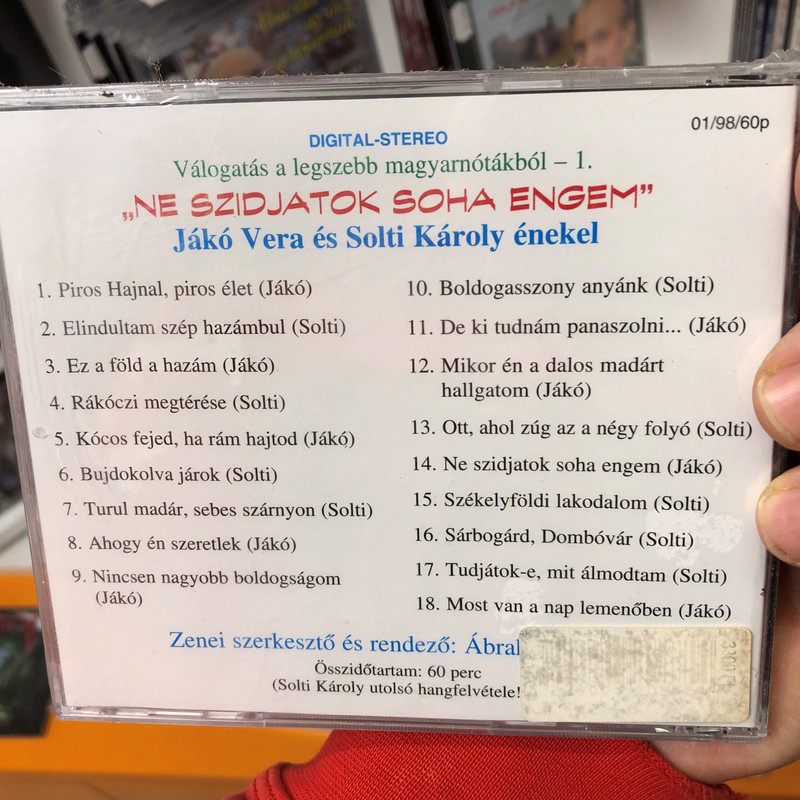 01/98/60p
DIGITAL-STEREO
Válogatás a legszebb magyarnótákból – 1.
„NE SZIDJATOK SOHA ENGEM”
Jákó Vera és Solti Károly énekel
1. Piros Hajnal, piros élet (Jákó)
2. Elindultam szép hazámbul (Solti)
3. Ez a föld a hazám (Jákó)
4. Rákóczi megtérése (Solti)
5. Kócos fejed, ha rám hajtod (Jákó)
6. Bujdokolva járok (Solti)
7. Turul madár, sebes szárnyon (Solti)
8. Ahogy én szeretlek (Jákó)
9. Nincsen nagyobb boldogságom
(Jákó)
10. Boldogasszony anyánk (Solti)
11. De ki tudnám panaszolni... (Jákó)
12. Mikor én a dalos madárt
hallgatom (Jákó)
13. Ott, ahol zúg az a négy folyó (Solti)
14. Ne szidjatok soha engem (Jákó)
15. Székelyföldi lakodalom (Solti)
16. Sárbogárd, Dombóvár (Solti)
17. Tudjátok-e, mit álmodtam (Solti)
18. Most van a nap lemenőben (Jákó)
Zenei szerkesztő és rendező:
Összidőtartam: 60 perc
(Solti Károly utolsó hangfelvétele!